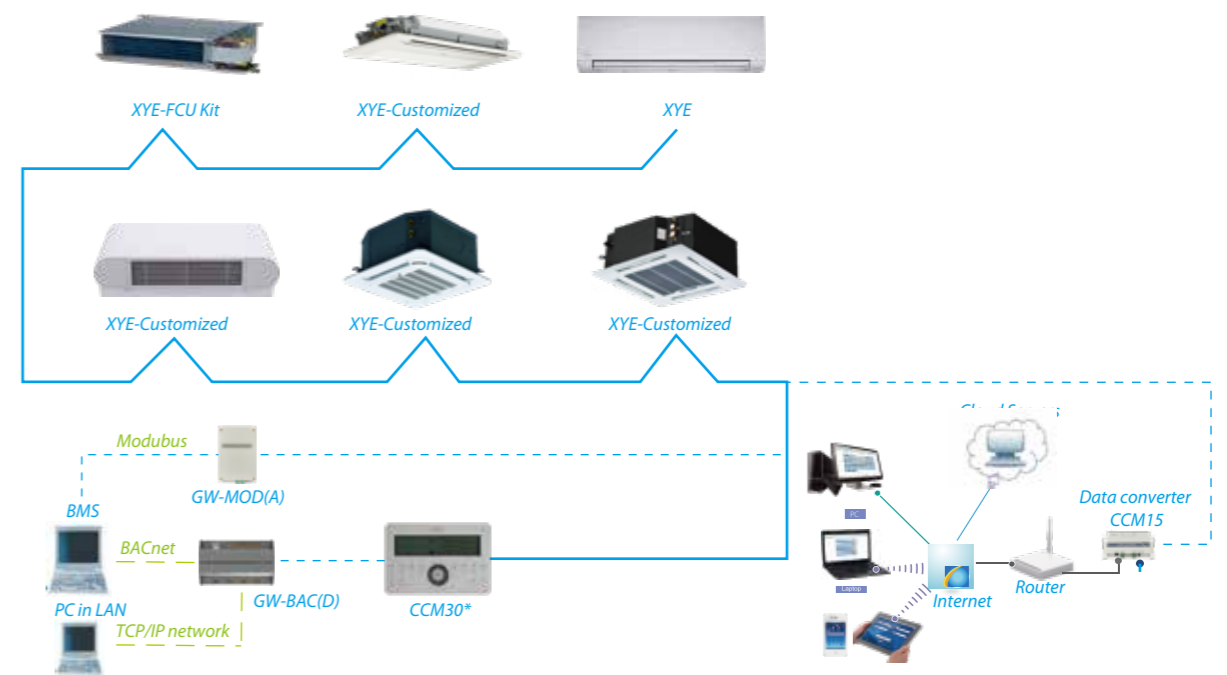 XYE-FCU Kit
XYE-Customized
XYE
XYE-Customized
XYE-Customized
XYE-Customized
Modubus
GW-MOD(A)
BMS
BACnet
GW-BAC(D)
CCM30*
PC in LAN
TCP/IP network
PC
Laptop
Internet
Router
Data converter
CCM15